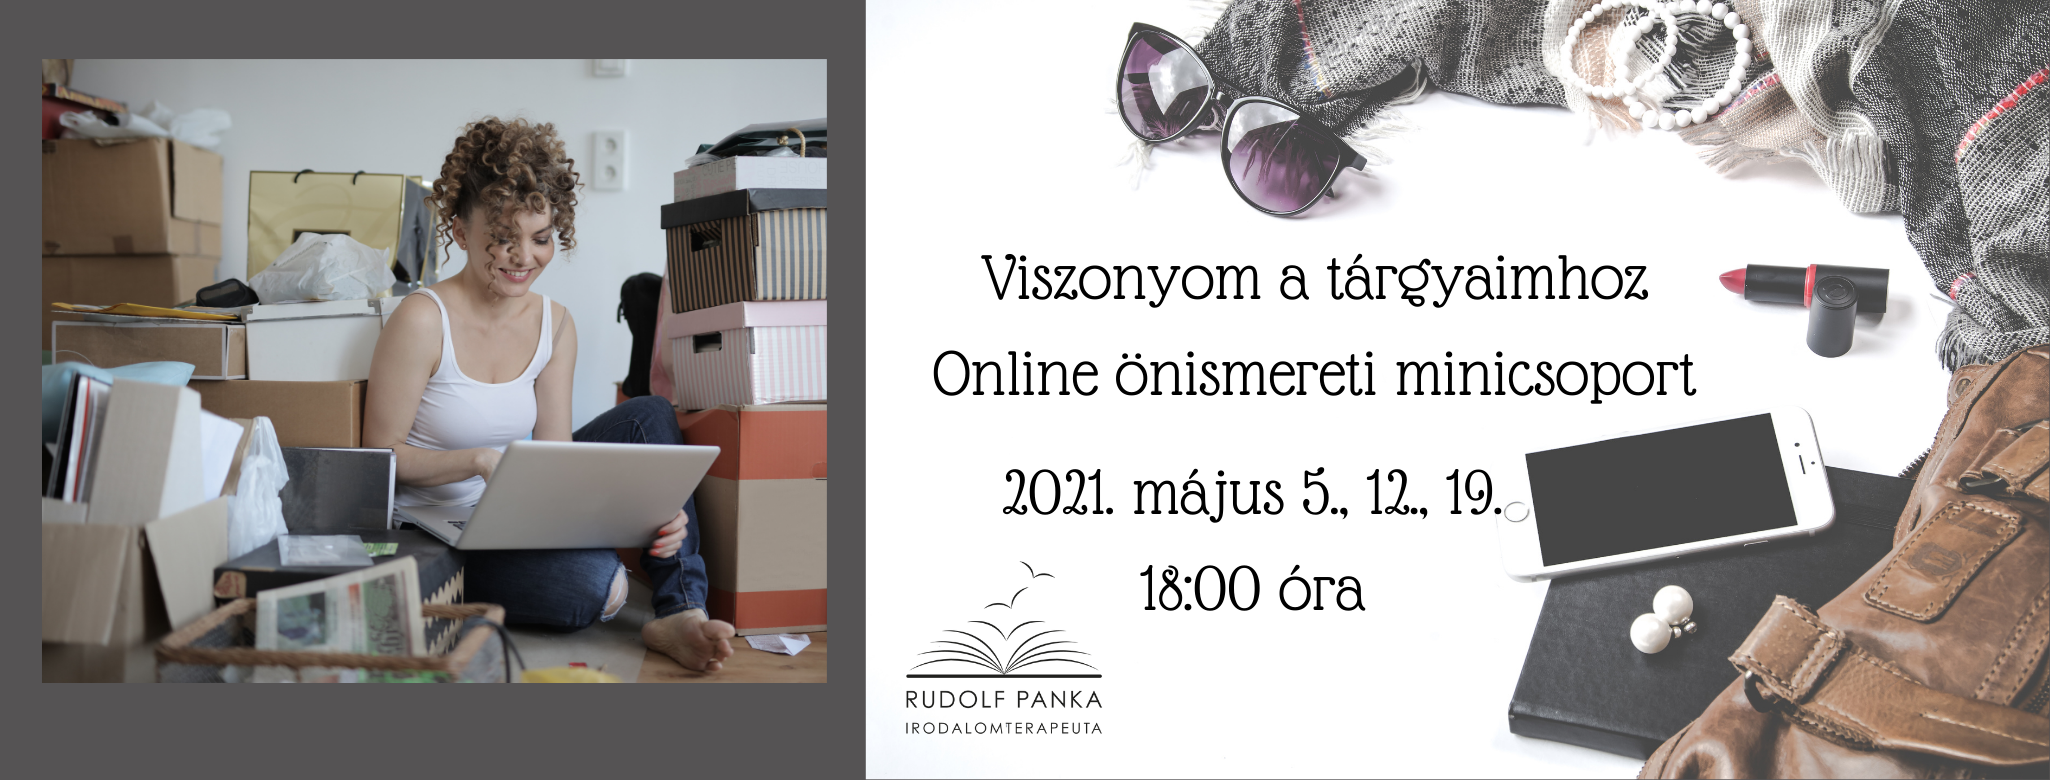 Viszonyom a tárgyaimhoz
Online önismereti minicsoport
2021. május 5., 12., 19.
18:00 óra
RUDOLF PANKA
IRODALOMTERAPEUTA